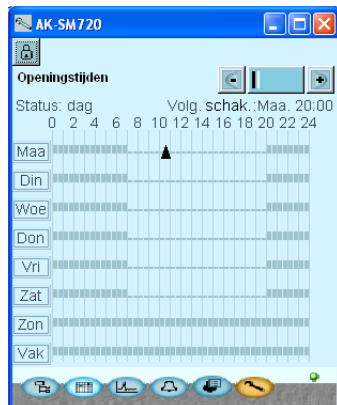 AK-SM720
Openingstijden
Status: dag Volg. schak.:Maa. 20:00
0 2 4 6 8 10 12 14 16 18 20 22 24
Maa
Din
Woe
Don
Vri
Zat
Zon
Vak